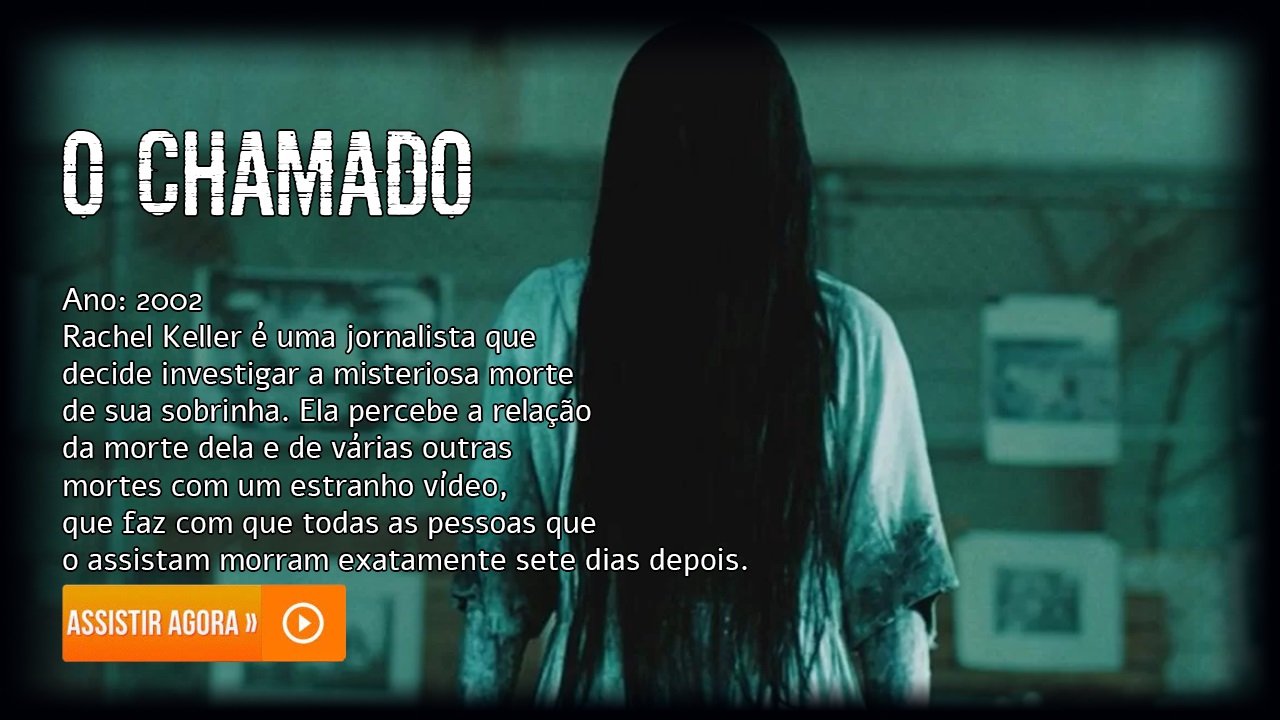 O CHAMADO
Ano: 2002
Rachel Keller é uma jornalista que
decide investigar a misteriosa morte
de sua sobrinha. Ela percebe a relação
da morte dela e de várias outras
mortes com um estranho vídeo,
que faz com que todas as pessoas que
o assistam morram exatamente sete dias depois.
ASSISTIR AGORA »